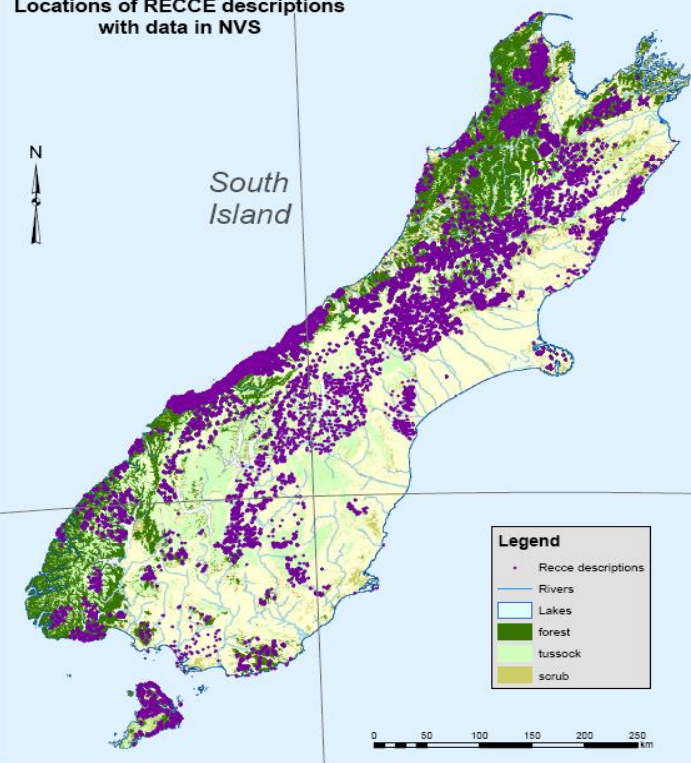 Locations of RECCE descriptions
with data in NVS
N
South
Island
Legend
Recce descriptions
Rivers
Lakes
forest
tussock
scrub
0 50 100 150 200 250
km